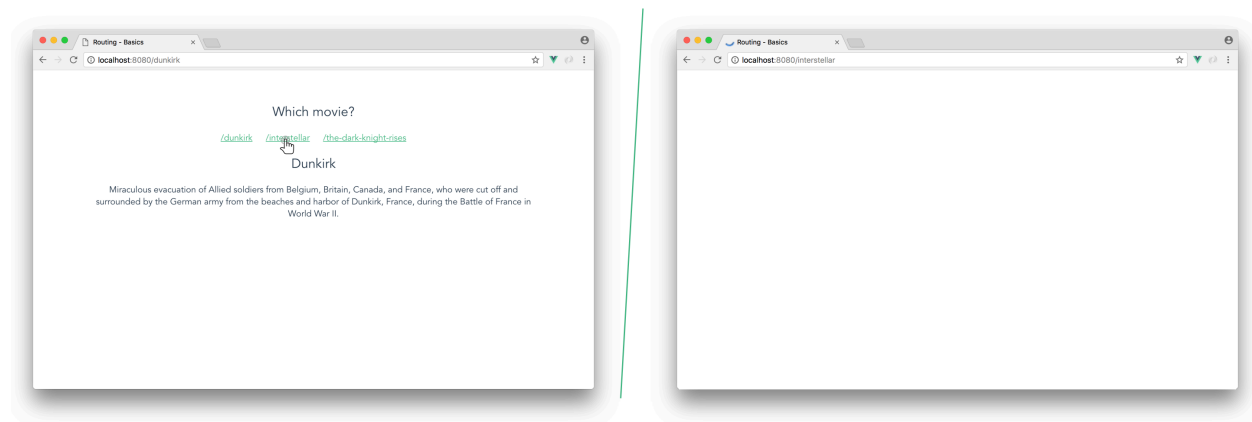 Routing - Basics
localhost:8080/dunkirk
Which movie?
/dunkirk /interstellar /the-dark-knight-rises
Dunkirk
Miraculous evacuation of Allied soldiers from Belgium, Britain, Canada, and France, who were cut off and
surrounded by the German army from the beaches and harbor of Dunkirk, France, during the Battle of France in
World War II.
Routing - Basics
localhost:8080/interstellar